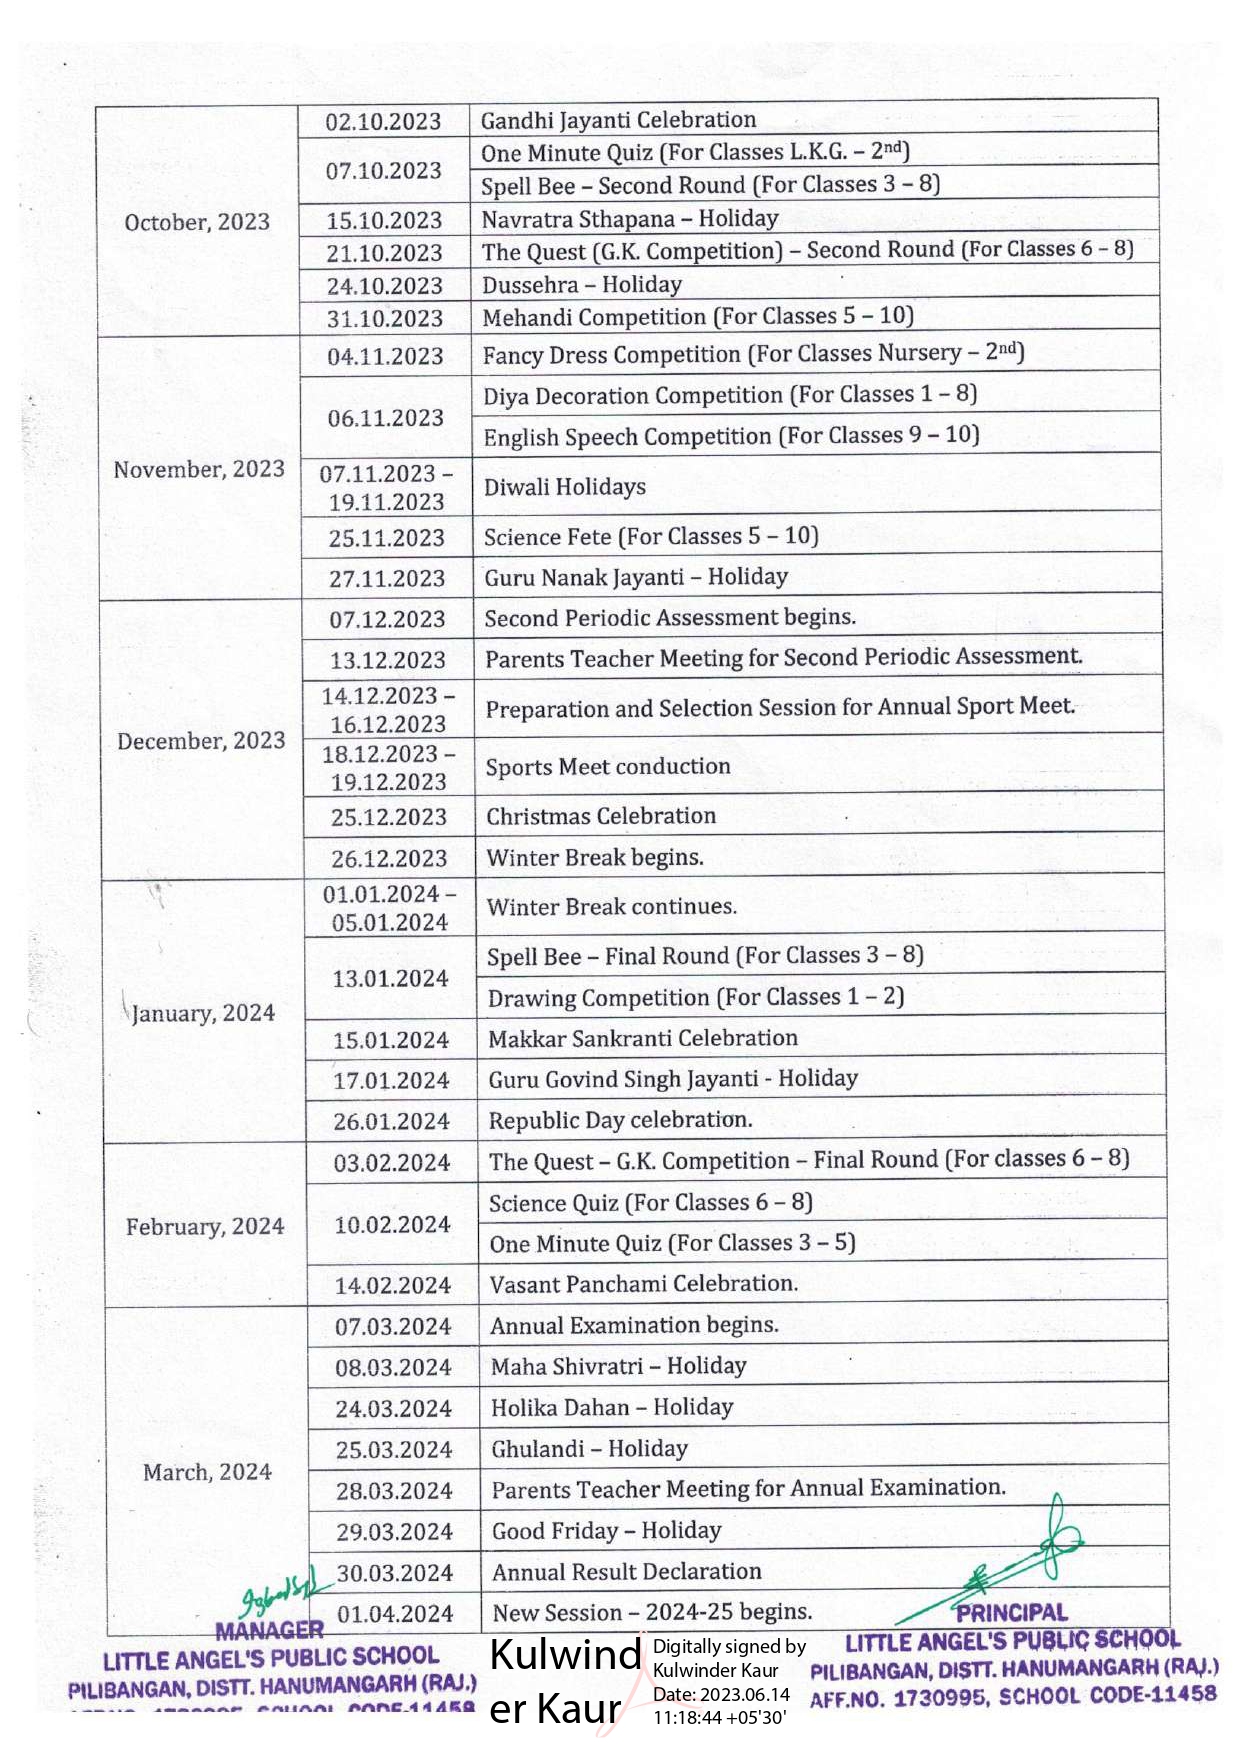 October, 2023
02.10.2023 Gandhi Jayanti Celebration
07.10.2023 One Minute Quiz (For Classes L.K.G. – 2nd)
Spell Bee – Second Round (For Classes 3 – 8)
15.10.2023 Navratra Sthapana – Holiday
21.10.2023 The Quest (G.K. Competition) – Second Round (For Classes 6 – 8)
24.10.2023 Dussehra – Holiday
31.10.2023 Mehandi Competition (For Classes 5 – 10)
November, 2023
04.11.2023 Fancy Dress Competition (For Classes Nursery – 2nd)
06.11.2023 Diya Decoration Competition (For Classes 1 – 8)
English Speech Competition (For Classes 9 – 10)
07.11.2023 –
19.11.2023
Diwali Holidays
25.11.2023 Science Fete (For Classes 5 – 10)
27.11.2023 Guru Nanak Jayanti – Holiday
December, 2023
07.12.2023 Second Periodic Assessment begins.
13.12.2023 Parents Teacher Meeting for Second Periodic Assessment.
14.12.2023 –
16.12.2023
Preparation and Selection Session for Annual Sport Meet.
18.12.2023 –
19.12.2023
Sports Meet conduction
25.12.2023 Christmas Celebration
26.12.2023 Winter Break begins.
January, 2024
01.01.2024 –
05.01.2024
Winter Break continues.
13.01.2024 Spell Bee – Final Round (For Classes 3 – 8)
Drawing Competition (For Classes 1 – 2)
15.01.2024 Makkar Sankranti Celebration
17.01.2024 Guru Govind Singh Jayanti - Holiday
26.01.2024 Republic Day celebration.
February, 2024
03.02.2024 The Quest – G.K. Competition – Final Round (For classes 6 – 8)
10.02.2024 Science Quiz (For Classes 6 – 8)
One Minute Quiz (For Classes 3 – 5)
14.02.2024 Vasant Panchami Celebration.
March, 2024
07.03.2024 Annual Examination begins.
08.03.2024 Maha Shivratri – Holiday
24.03.2024 Holika Dahan – Holiday
25.03.2024 Ghulandi – Holiday
28.03.2024 Parents Teacher Meeting for Annual Examination.
29.03.2024 Good Friday – Holiday
30.03.2024 Annual Result Declaration
01.04.2024 New Session – 2024-25 begins.
MANAGER
LITTLE ANGEL'S PUBLIC SCHOOL
PILIBANGAN, DISTT. HANUMANGARH (RAJ.)
SCHOOL CODE-11458
Kulwind
er Kaur
Digitally signed by
Kulwinder Kaur
Date: 2023.06.14
11:18:44 +05'30'
PRINCIPAL
LITTLE ANGEL'S PUBLIC SCHOOL
PILIBANGAN, DISTT. HANUMANGARH (RAJ.)
AFF.NO. 1730995, SCHOOL CODE-11458